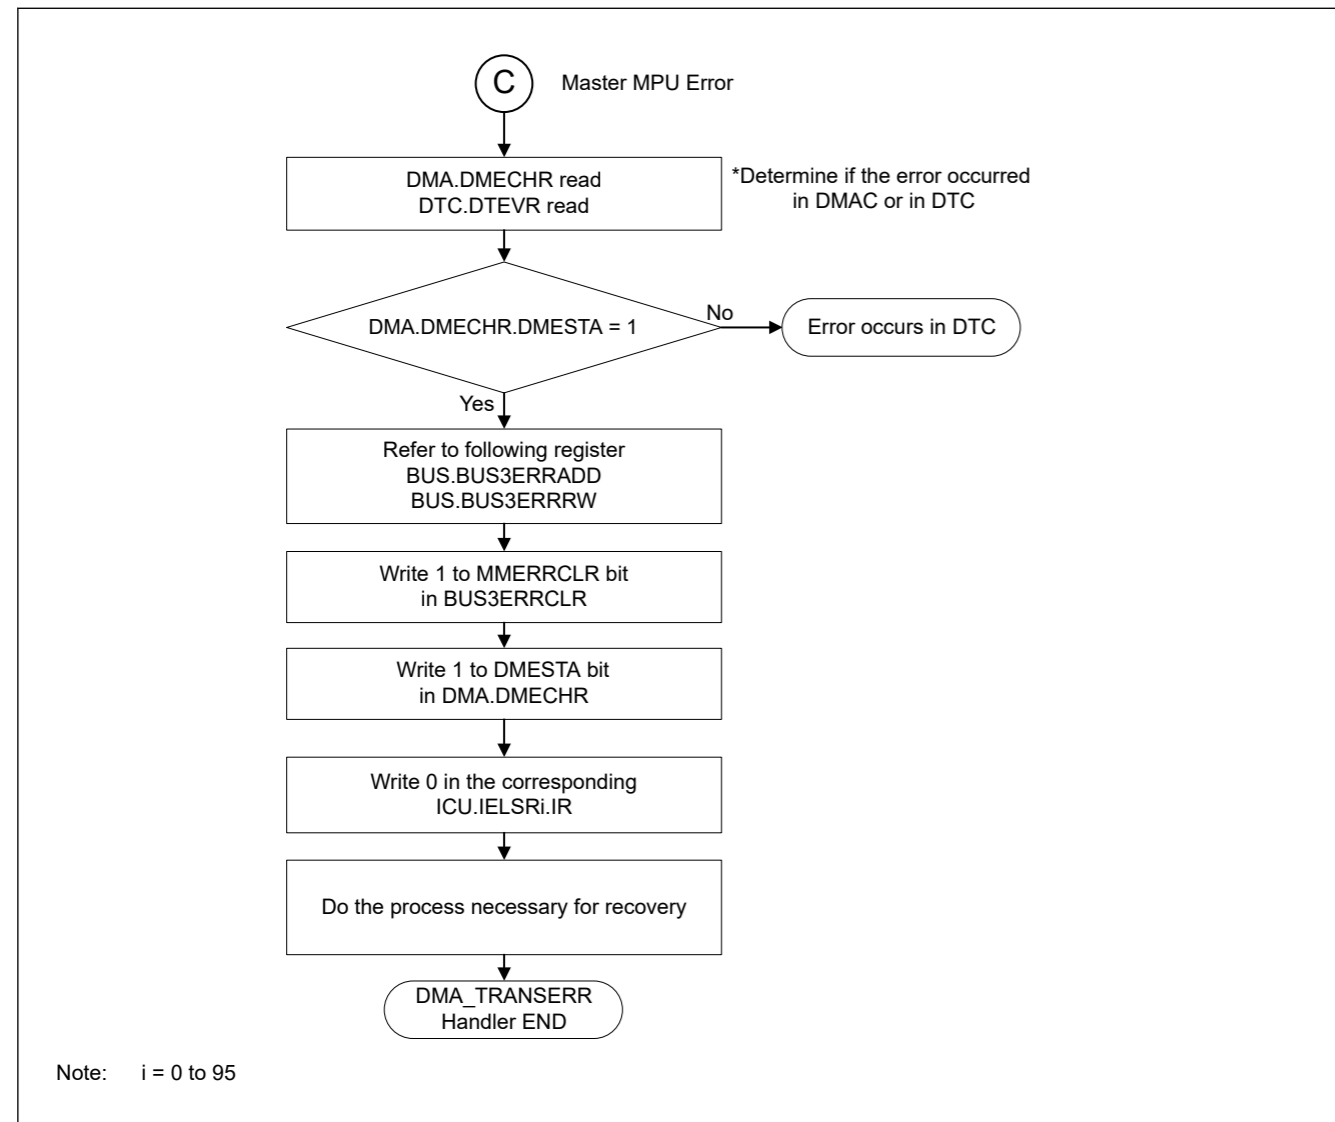 C
Master MPU Error
DMA.DMECHR read
DTC.DTEVR read
*Determine if the error occurred
in DMAC or in DTC
DMA.DMECHR.DMESTA = 1
No
Error occurs in DTC
Yes
Refer to following register
BUS.BUS3ERRADD
BUS.BUS3ERRRW
Write 1 to MMERRCLR bit
in BUS3ERRCLR
Write 1 to DMESTA bit
in DMA.DMECHR
Write 0 in the corresponding
ICU.IELSRi.IR
Do the process necessary for recovery
DMA_TRANSERR
Handler END
Note: i = 0 to 95